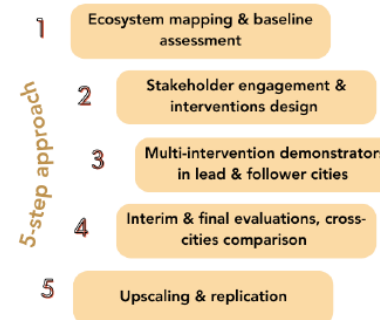 1
Ecosystem mapping & baseline
assessment
2
Stakeholder engagement &
interventions design
5-step approach
3
Multi-intervention demonstrators
in lead & follower cities
4
Interim & final evaluations, cross-
cities comparison
5
Upscaling & replication